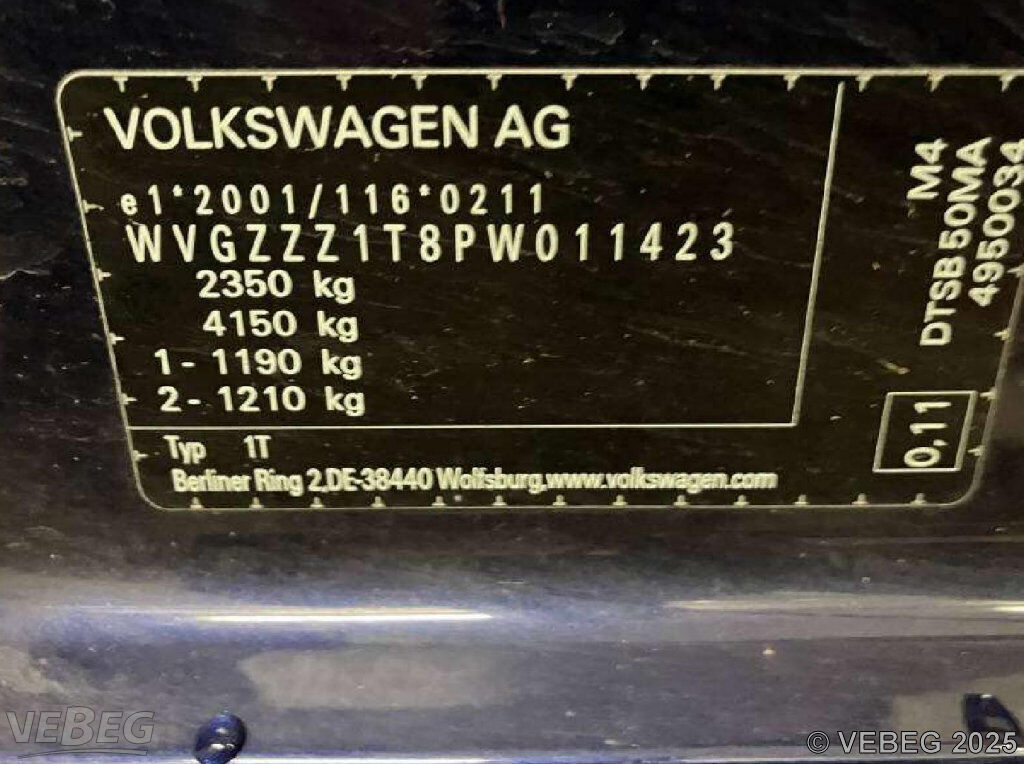 VOLKSWAGEN AG
e1*2001/116*0211
WVGZZZ1T8PW011423
2350 kg
4150 kg
1- 1190 kg
2- 1210 kg
Typ 1T
Berliner Ring 2,DE-38440 Wolfsburg,www.volkswagen.com
M4
DTSB50MA
4950034
0,11
VEBEG
© VEBEG 2025